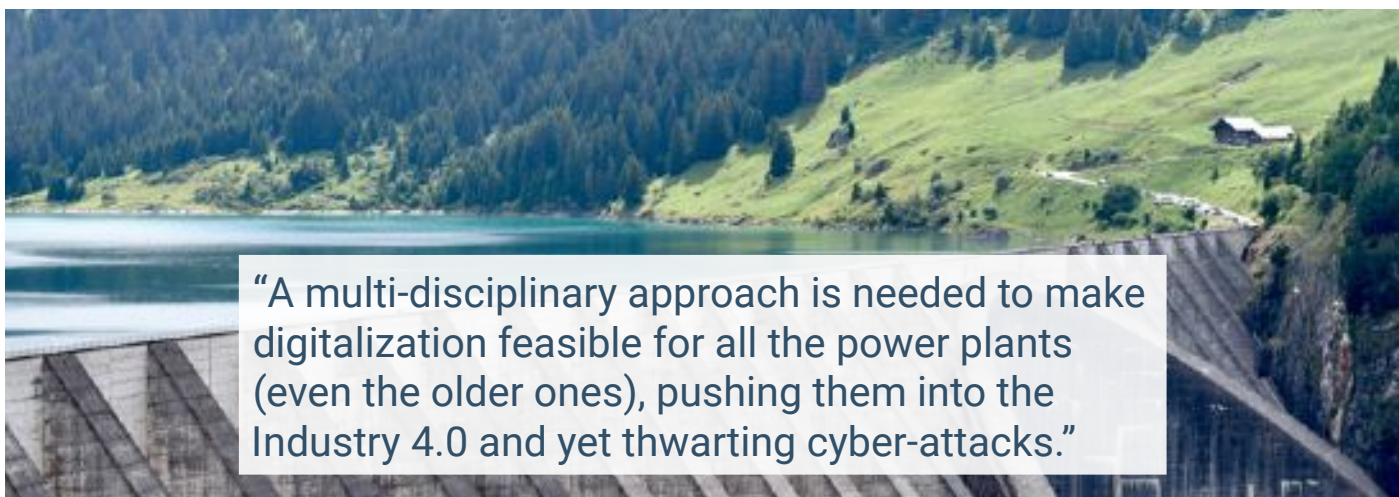 “A multi-disciplinary approach is needed to make
digitalization feasible for all the power plants
(even the older ones), pushing them into the
Industry 4.0 and yet thwarting cyber-attacks.”